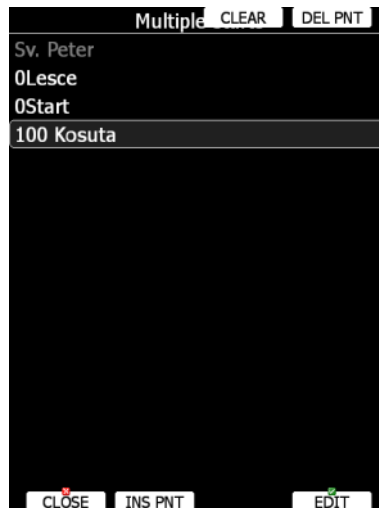 Multiple CLEAR DEL PNT
Sv. Peter
0Lesce
0Start
100 Kosuta
CLOSE INS PNT EDIT